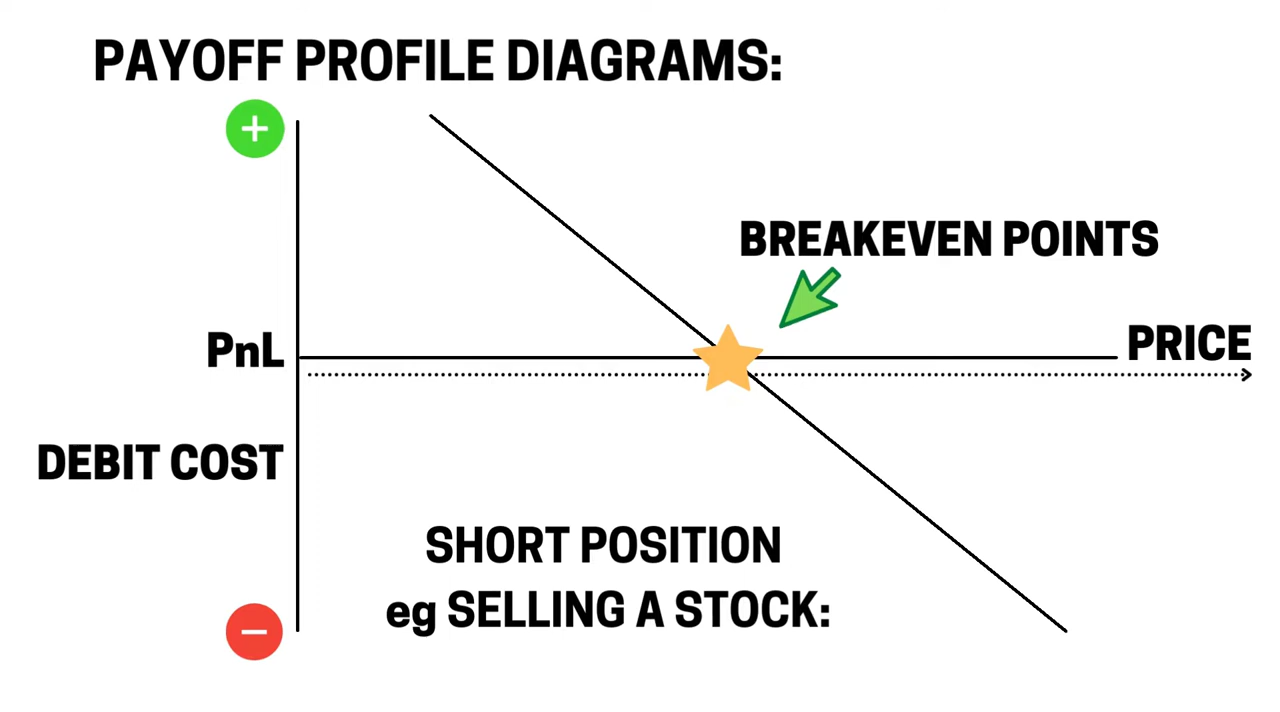 PAYOFF PROFILE DIAGRAMS:
+
BREAKEVEN POINTS
PnL
PRICE
DEBIT COST
SHORT POSITION
eg SELLING A STOCK:
−